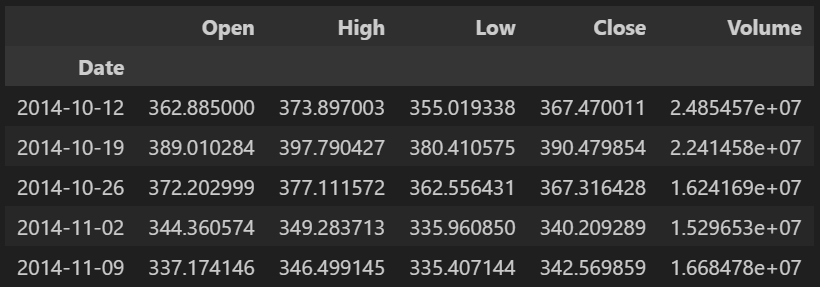 Open High Low Close Volume
Date
2014-10-12 362.885000 373.897003 355.019338 367.470011 2.485457e+07
2014-10-19 389.010284 397.790427 380.410575 390.479854 2.241458e+07
2014-10-26 372.202999 377.111572 362.556431 367.316428 1.624169e+07
2014-11-02 344.360574 349.283713 335.960850 340.209289 1.529653e+07
2014-11-09 337.174146 346.499145 335.407144 342.569859 1.668478e+07